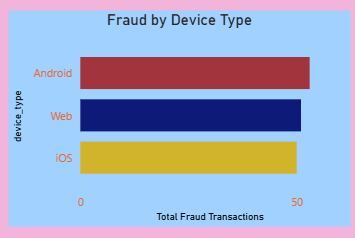 Fraud by Device Type
Android
Web
iOS
device_type
0 50
Total Fraud Transactions